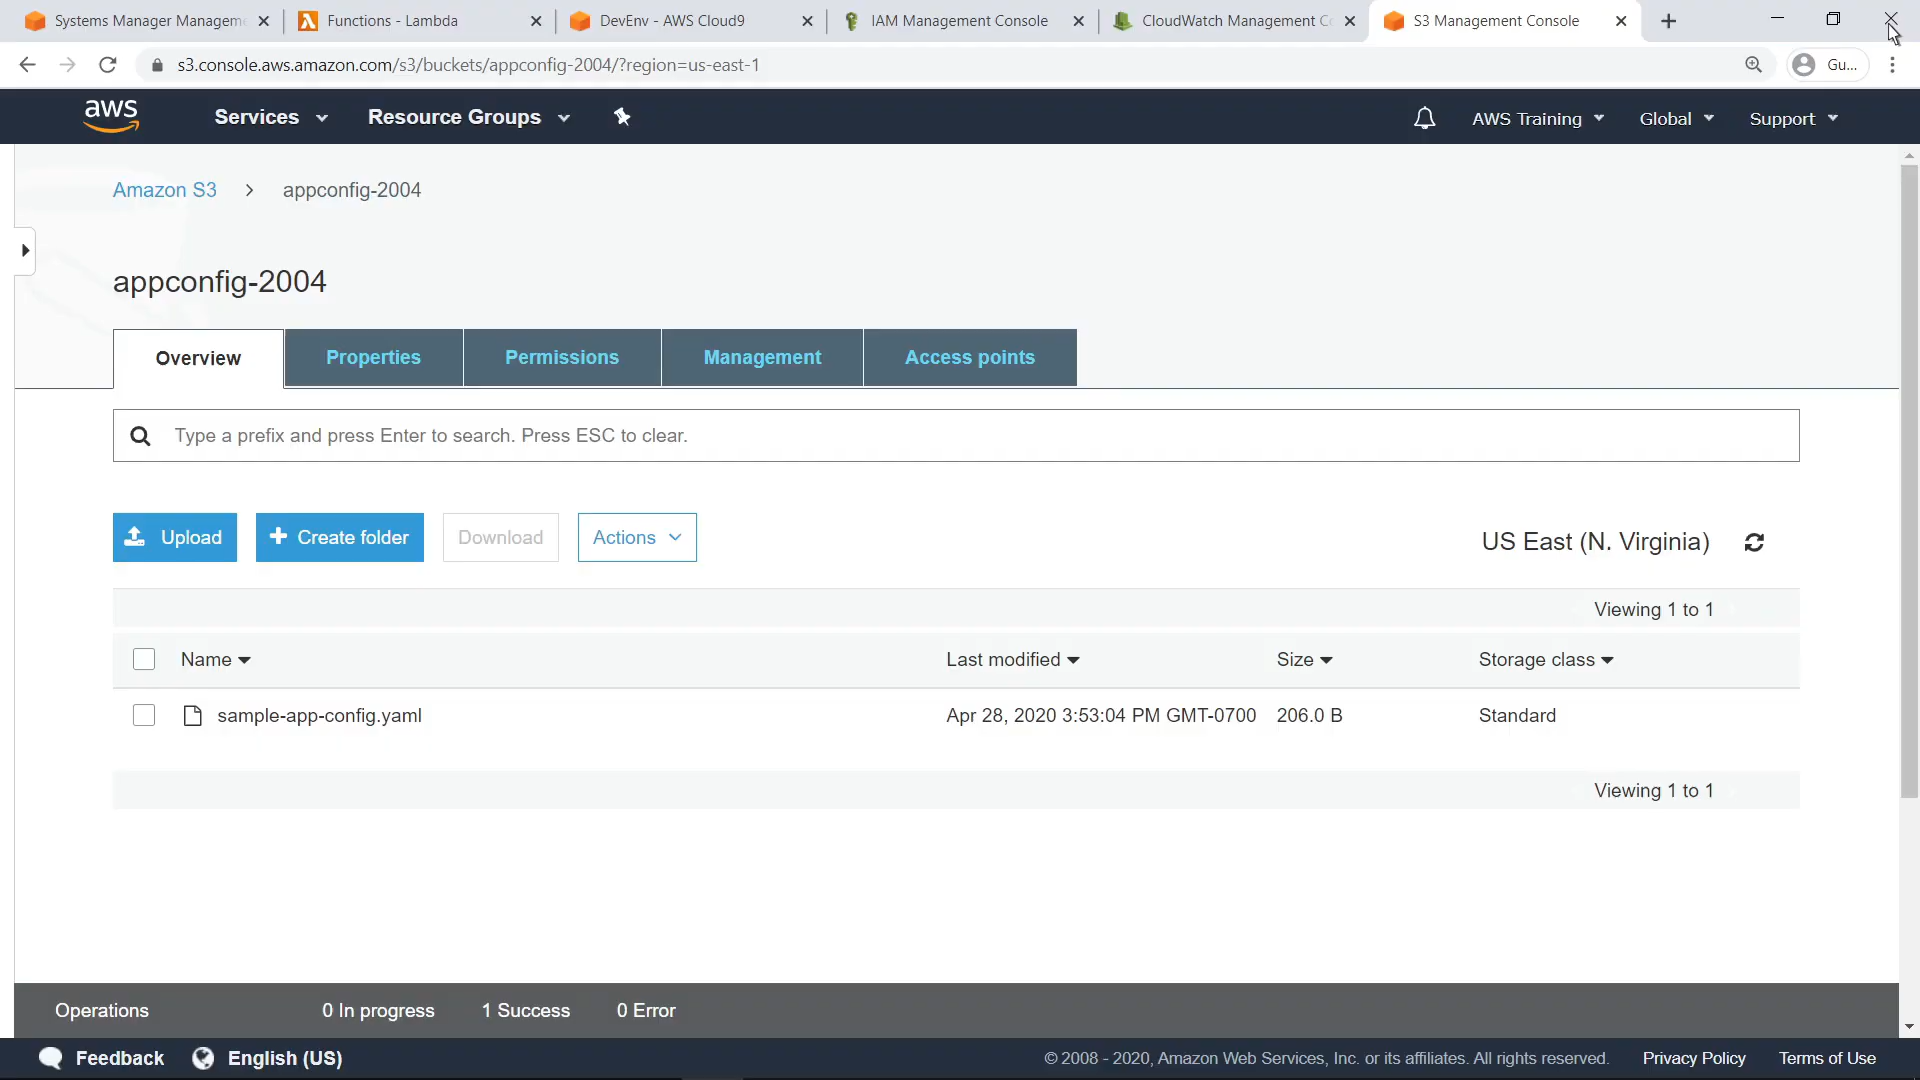 Systems Manager Manageme
Functions - Lambda
DevEnv - AWS Cloud9
IAM Management Console
CloudWatch Management Co
S3 Management Console
s3.console.aws.amazon.com/s3/buckets/appconfig-2004/?region=us-east-1
Gu...
aws
Services
Resource Groups
AWS Training
Global
Support
Amazon S3 > appconfig-2004
appconfig-2004
Overview
Properties
Permissions
Management
Access points
Type a prefix and press Enter to search. Press ESC to clear.
Upload
+ Create folder
Download
Actions
US East (N. Virginia)
Viewing 1 to 1
Name
Last modified
Size
Storage class
sample-app-config.yaml
Apr 28, 2020 3:53:04 PM GMT-0700
206.0 B
Standard
Viewing 1 to 1
Operations
0 In progress
1 Success
0 Error
Feedback
English (US)
© 2008 - 2020, Amazon Web Services, Inc. or its affiliates. All rights reserved.
Privacy Policy
Terms of Use